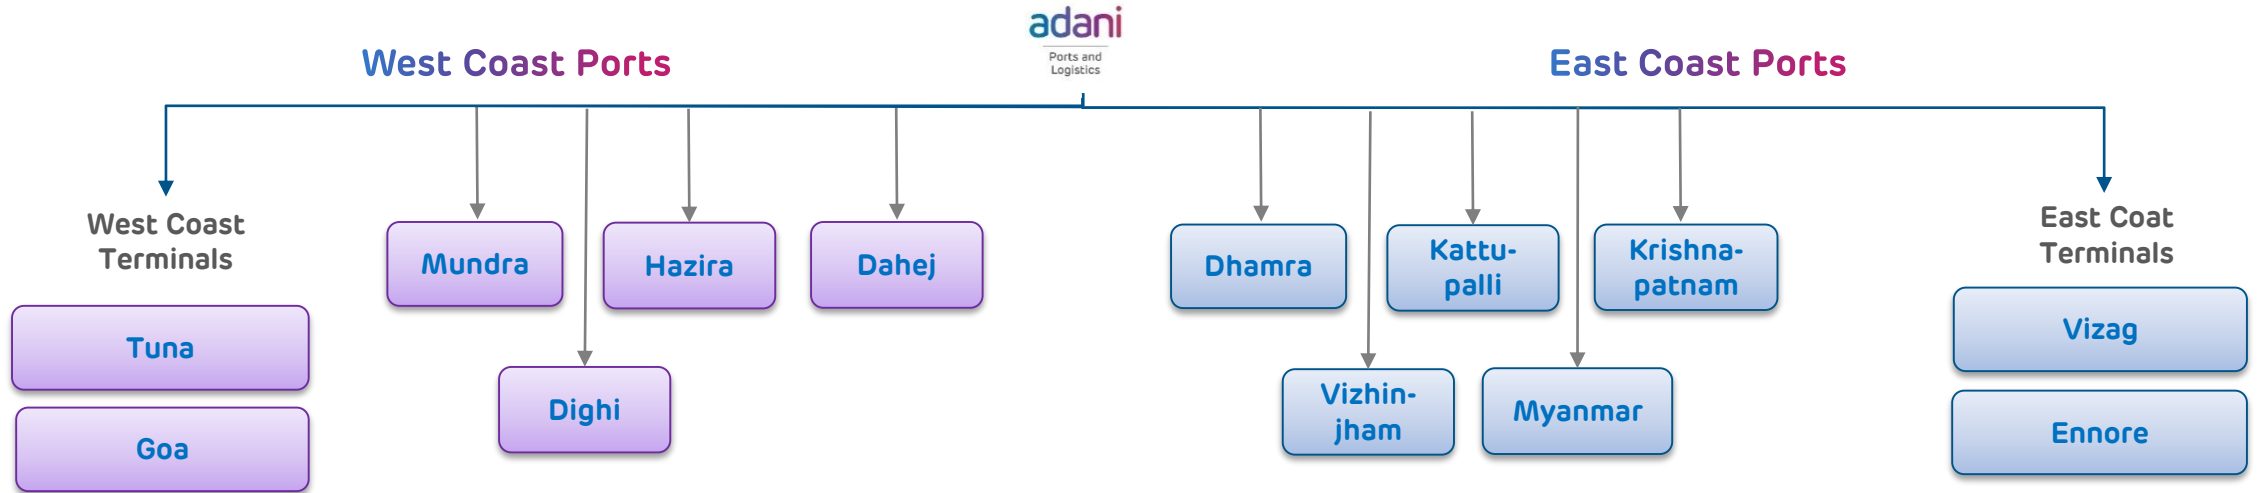 adani
Ports and
Logistics
West Coast Ports
East Coast Ports
West Coast
Terminals
Tuna
Goa
Mundra
Hazira
Dahej
Dighi
Dhamra
Kattu-
palli
Krishna-
patnam
Vizhin-
jham
Myanmar
East Coat
Terminals
Vizag
Ennore